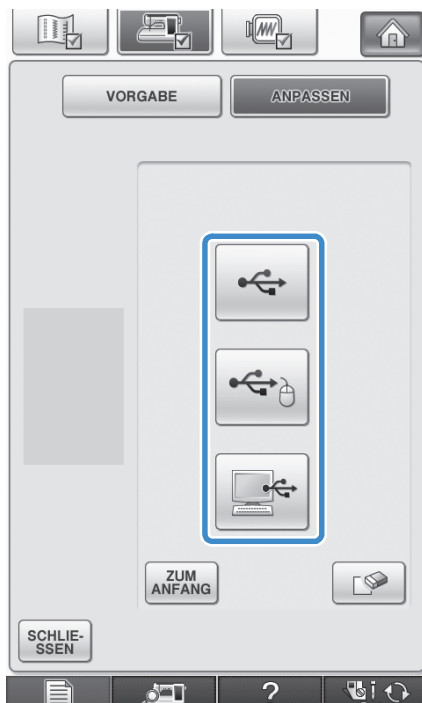 VORGABE
ANPASSEN
ZUM
ANFANG
SCHLIE-
SSEN
?
i